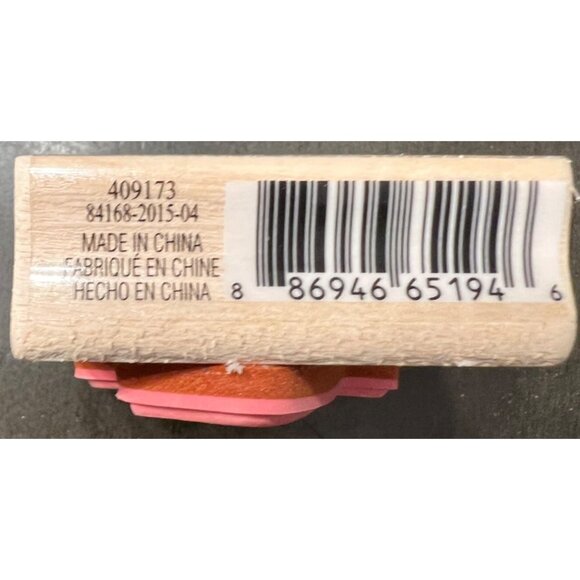 409173
84168-2015-04
MADE IN CHINA
FABRIQUÉ EN CHINE
HECHO EN CHINA
8 86946 65194 6